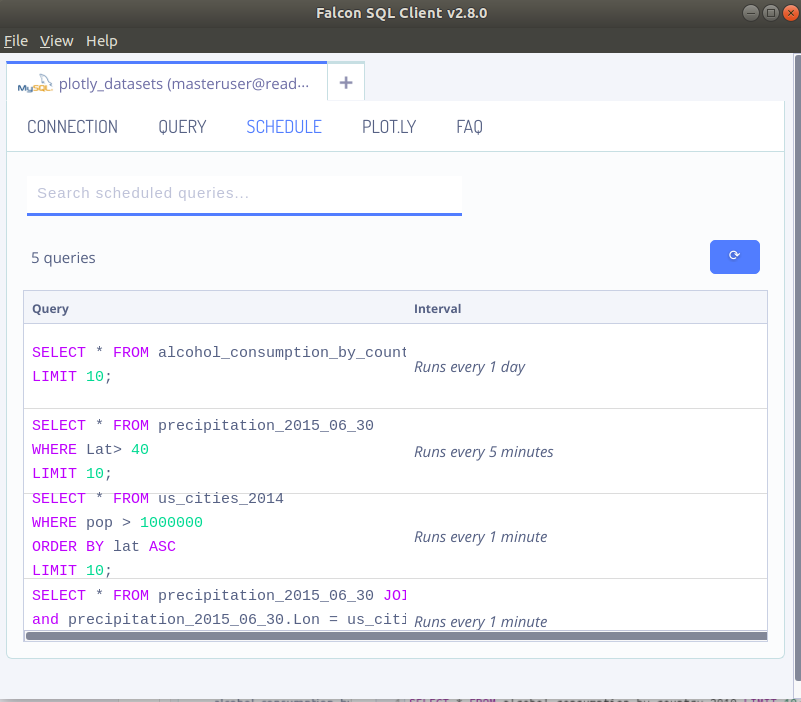 Falcon SQL Client v2.8.0
File View Help
MySQL plotly_datasets (masteruser@read... +
CONNECTION QUERY SCHEDULE PLOT.LY FAQ
Search scheduled queries...
5 queries
Query Interval
SELECT * FROM alcohol_consumption_by_count
LIMIT 10;
Runs every 1 day
SELECT * FROM precipitation_2015_06_30
WHERE Lat> 40
LIMIT 10;
Runs every 5 minutes
SELECT * FROM us_cities_2014
WHERE pop > 1000000
ORDER BY lat ASC
LIMIT 10;
Runs every 1 minute
SELECT * FROM precipitation_2015_06_30 JOI
and precipitation_2015_06_30.Lon = us_citi
Runs every 1 minute